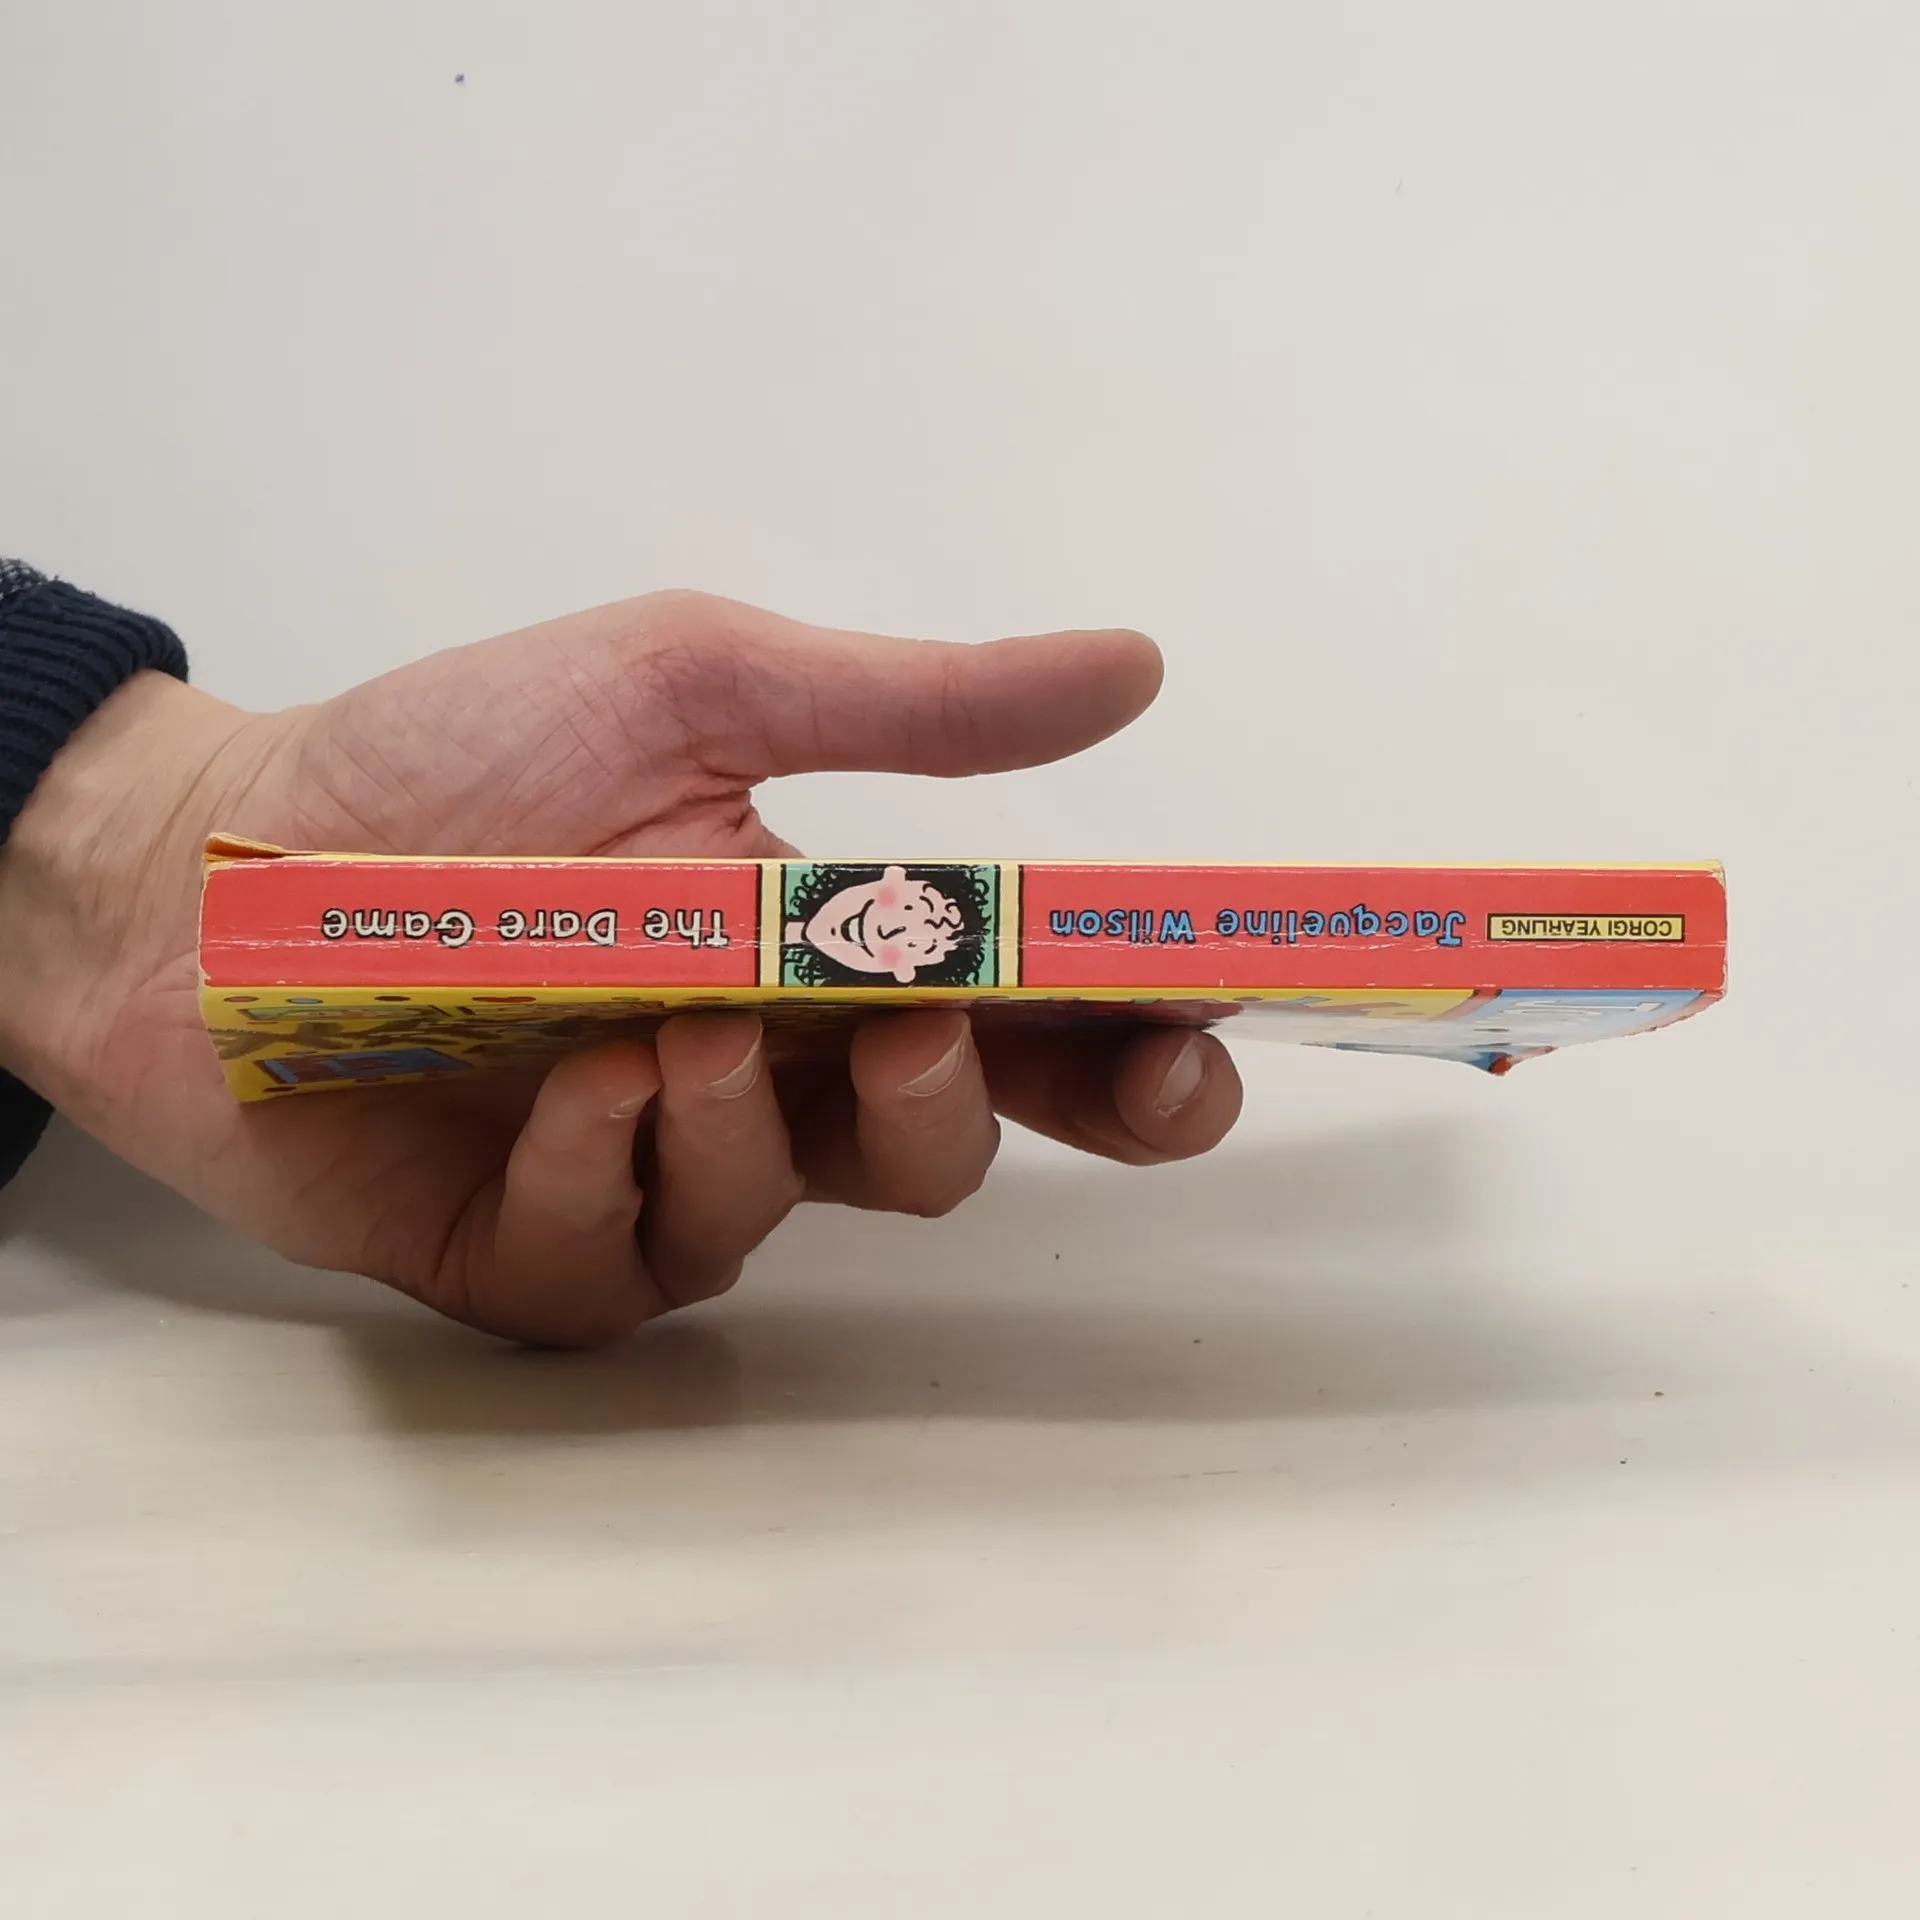 The Dare Game
Jacqueline Wilson
CORGI YEARLING